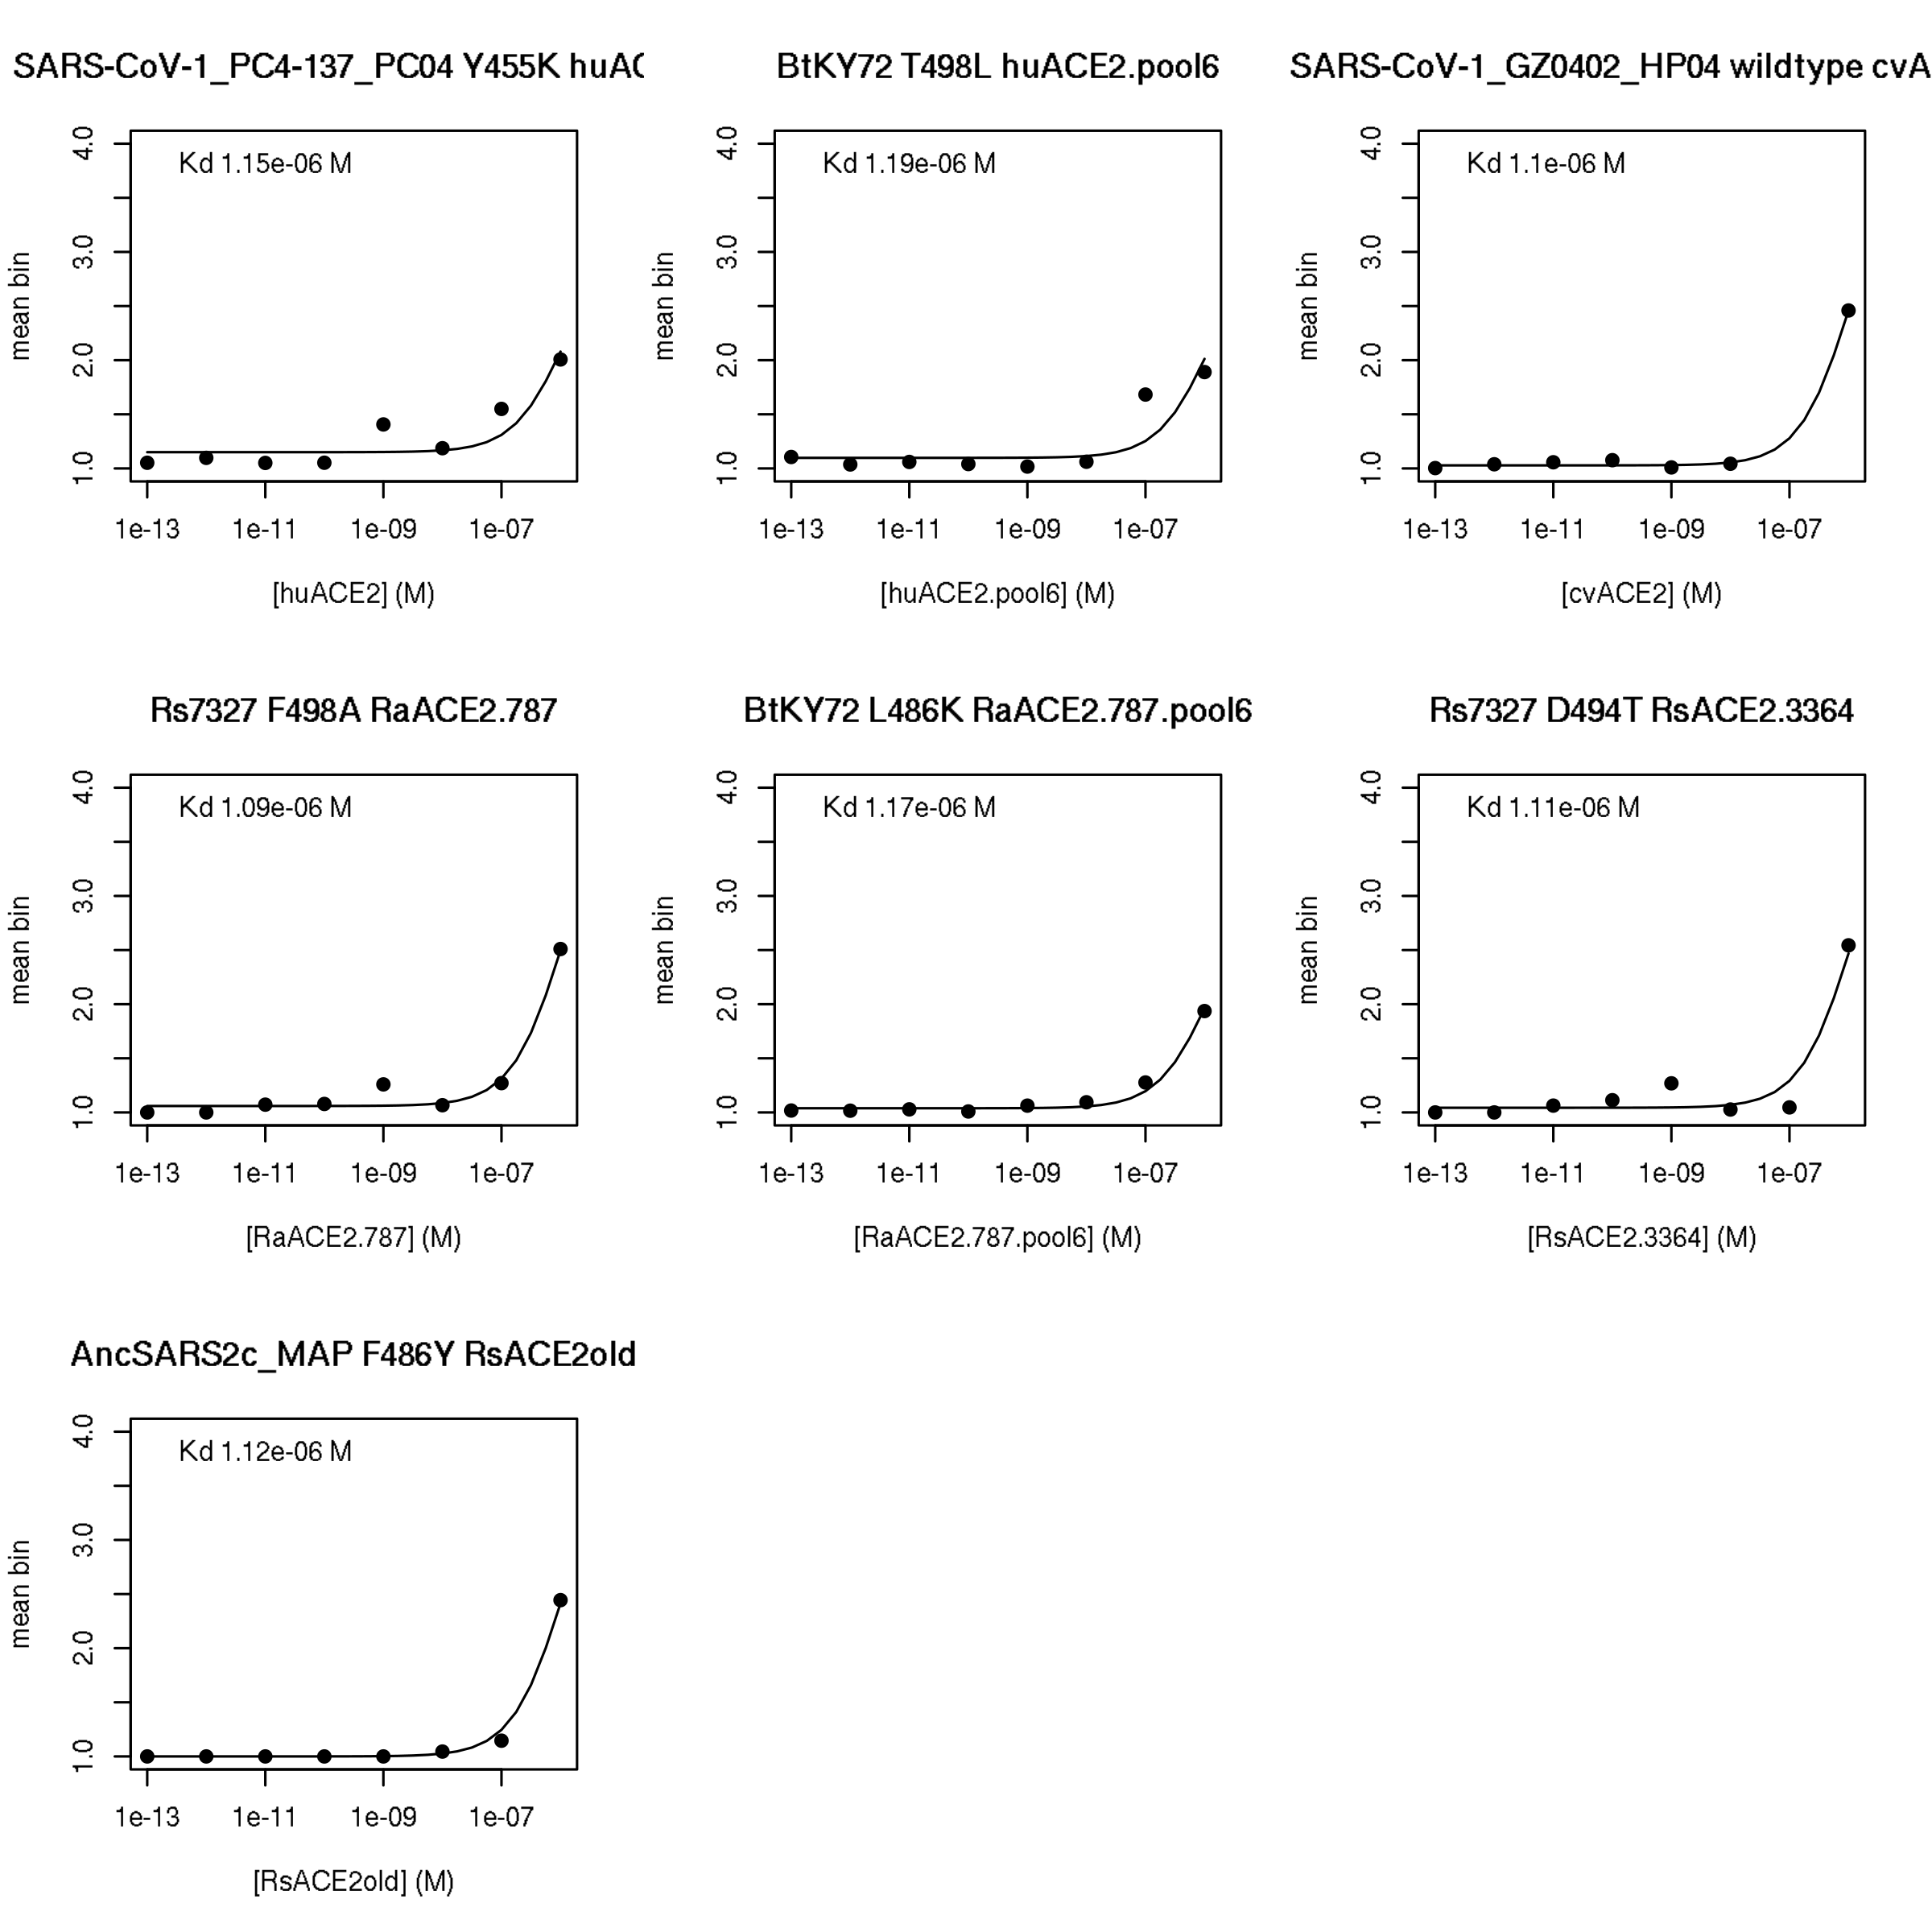 SARS-CoV-1_PC4-137_PC04 Y455K huAC
Kd 1.15e-06 M
mean bin
4.0
3.0
2.0
1.0
1e-13 1e-11 1e-09 1e-07
[huACE2] (M)
BtKY72 T498L huACE2.pool6
Kd 1.19e-06 M
mean bin
4.0
3.0
2.0
1.0
1e-13 1e-11 1e-09 1e-07
[huACE2.pool6] (M)
SARS-CoV-1_GZ0402_HP04 wildtype cvA
Kd 1.1e-06 M
mean bin
4.0
3.0
2.0
1.0
1e-13 1e-11 1e-09 1e-07
[cvACE2] (M)
Rs7327 F498A RaACE2.787
Kd 1.09e-06 M
mean bin
4.0
3.0
2.0
1.0
1e-13 1e-11 1e-09 1e-07
[RaACE2.787] (M)
BtKY72 L486K RaACE2.787.pool6
Kd 1.17e-06 M
mean bin
4.0
3.0
2.0
1.0
1e-13 1e-11 1e-09 1e-07
[RaACE2.787.pool6] (M)
Rs7327 D494T RsACE2.3364
Kd 1.11e-06 M
mean bin
4.0
3.0
2.0
1.0
1e-13 1e-11 1e-09 1e-07
[RsACE2.3364] (M)
AncSARS2c_MAP F486Y RsACE2old
Kd 1.12e-06 M
mean bin
4.0
3.0
2.0
1.0
1e-13 1e-11 1e-09 1e-07
[RsACE2old] (M)